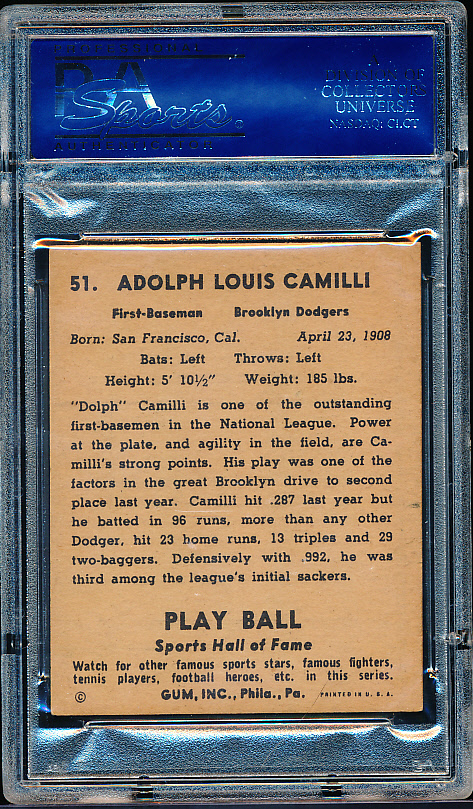 PROFESSIONAL
PSA
Sports.
AUTHENTICATOR
A
DIVISION OF
COLLECTORS
UNIVERSE
NASDAQ: CLCT
51. ADOLPH LOUIS CAMILLI
First-Baseman Brooklyn Dodgers
Born: San Francisco, Cal. April 23, 1908
Bats: Left Throws: Left
Height: 5' 10½" Weight: 185 lbs.
"Dolph" Camilli is one of the outstanding
first-basemen in the National League. Power
at the plate, and agility in the field, are Ca-
milli's strong points. His play was one of the
factors in the great Brooklyn drive to second
place last year. Camilli hit .287 last year but
he batted in 96 runs, more than any other
Dodger, hit 23 home runs, 13 triples and 29
two-baggers. Defensively with .992, he was
third among the league's initial sackers.
PLAY BALL
Sports Hall of Fame
Watch for other famous sports stars, famous fighters,
tennis players, football heroes, etc. in this series.
© GUM, INC., Phila., Pa. PRINTED IN U. S. A.